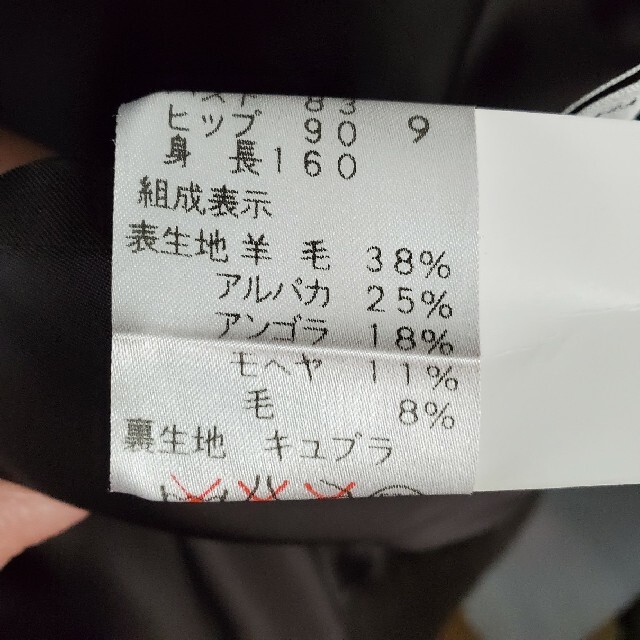 83
ヒップ 90 9
身 長160
組成表示
表生地 羊 毛 38%
アルパカ 25%
アンゴラ 18%
モヘヤ 11%
毛 8%
裏生地 キュプラ